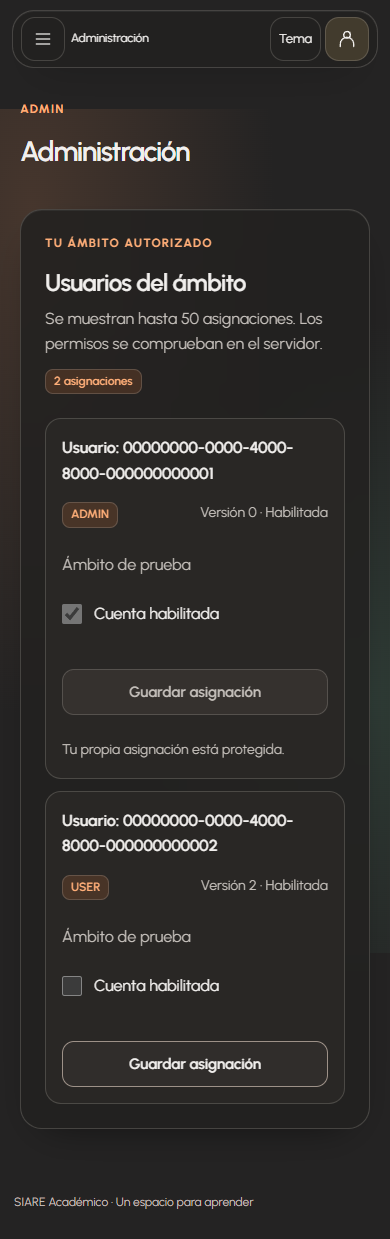 Administración
Tema
ADMIN
Administración
TU ÁMBITO AUTORIZADO
Usuarios del ámbito
Se muestran hasta 50 asignaciones. Los
permisos se comprueban en el servidor.
2 asignaciones
Usuario: 00000000-0000-4000-
8000-000000000001
ADMIN
Versión 0 · Habilitada
Ámbito de prueba
Cuenta habilitada
Guardar asignación
Tu propia asignación está protegida.
Usuario: 00000000-0000-4000-
8000-000000000002
USER
Versión 2 · Habilitada
Ámbito de prueba
Cuenta habilitada
Guardar asignación
SIARE Académico · Un espacio para aprender